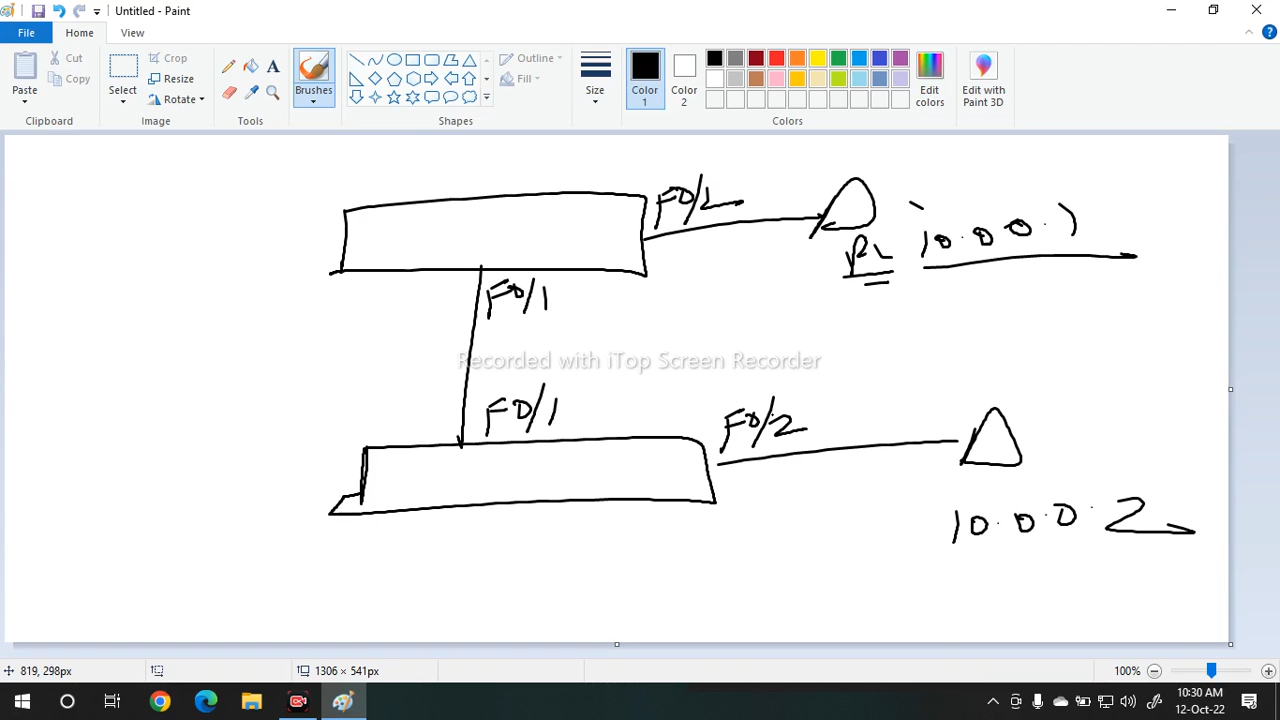 Untitled - Paint
File
Home
View
Paste
Cut
Copy
Clipboard
Select
Crop
Resize
Rotate
Image
Tools
Brushes
Shapes
Outline
Fill
Size
Color 1
Color 2
Edit colors
Edit with Paint 3D
Colors
F0/2
10.0.0.1
F0/1
Recorded with iTop Screen Recorder
F0/1
F0/2
10.0.0.2
819, 298px
1306 × 541px
100%
10:30 AM
12-Oct-22